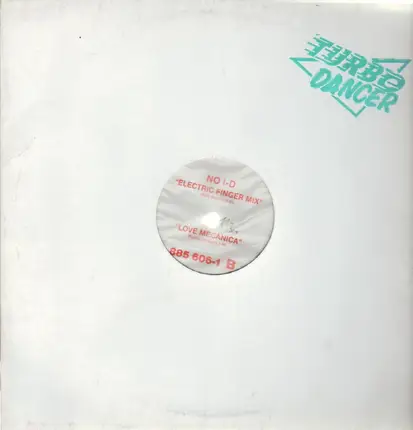 TURBO
DANCER
NO I-D
"ELECTRIC FINGER MIX"
"LOVE MECANICA"
885 606-1 B